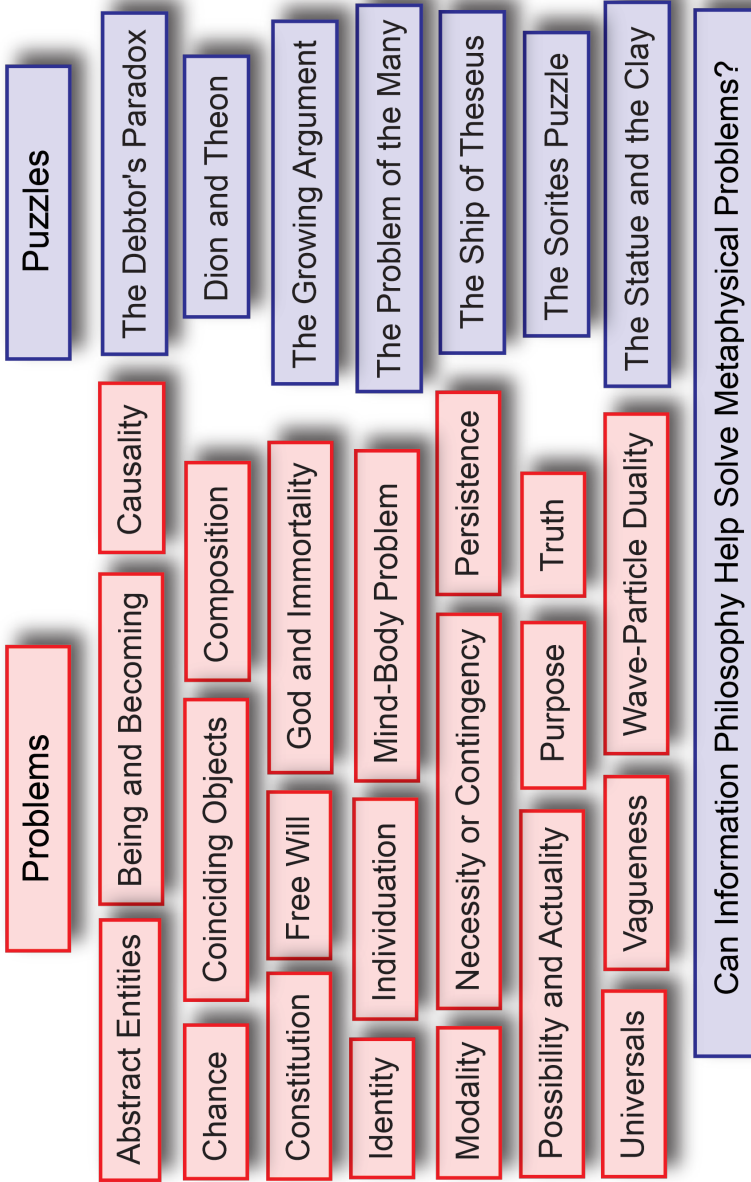 Problems Puzzles
Abstract Entities Being and Becoming Causality The Debtor's Paradox
Chance Coinciding Objects Composition Dion and Theon
Constitution Free Will God and Immortality The Growing Argument
Identity Individuation Mind-Body Problem The Problem of the Many
Modality Necessity or Contingency Persistence The Ship of Theseus
Possibility and Actuality Purpose Truth The Sorites Puzzle
Universals Vagueness Wave-Particle Duality The Statue and the Clay
Can Information Philosophy Help Solve Metaphysical Problems?